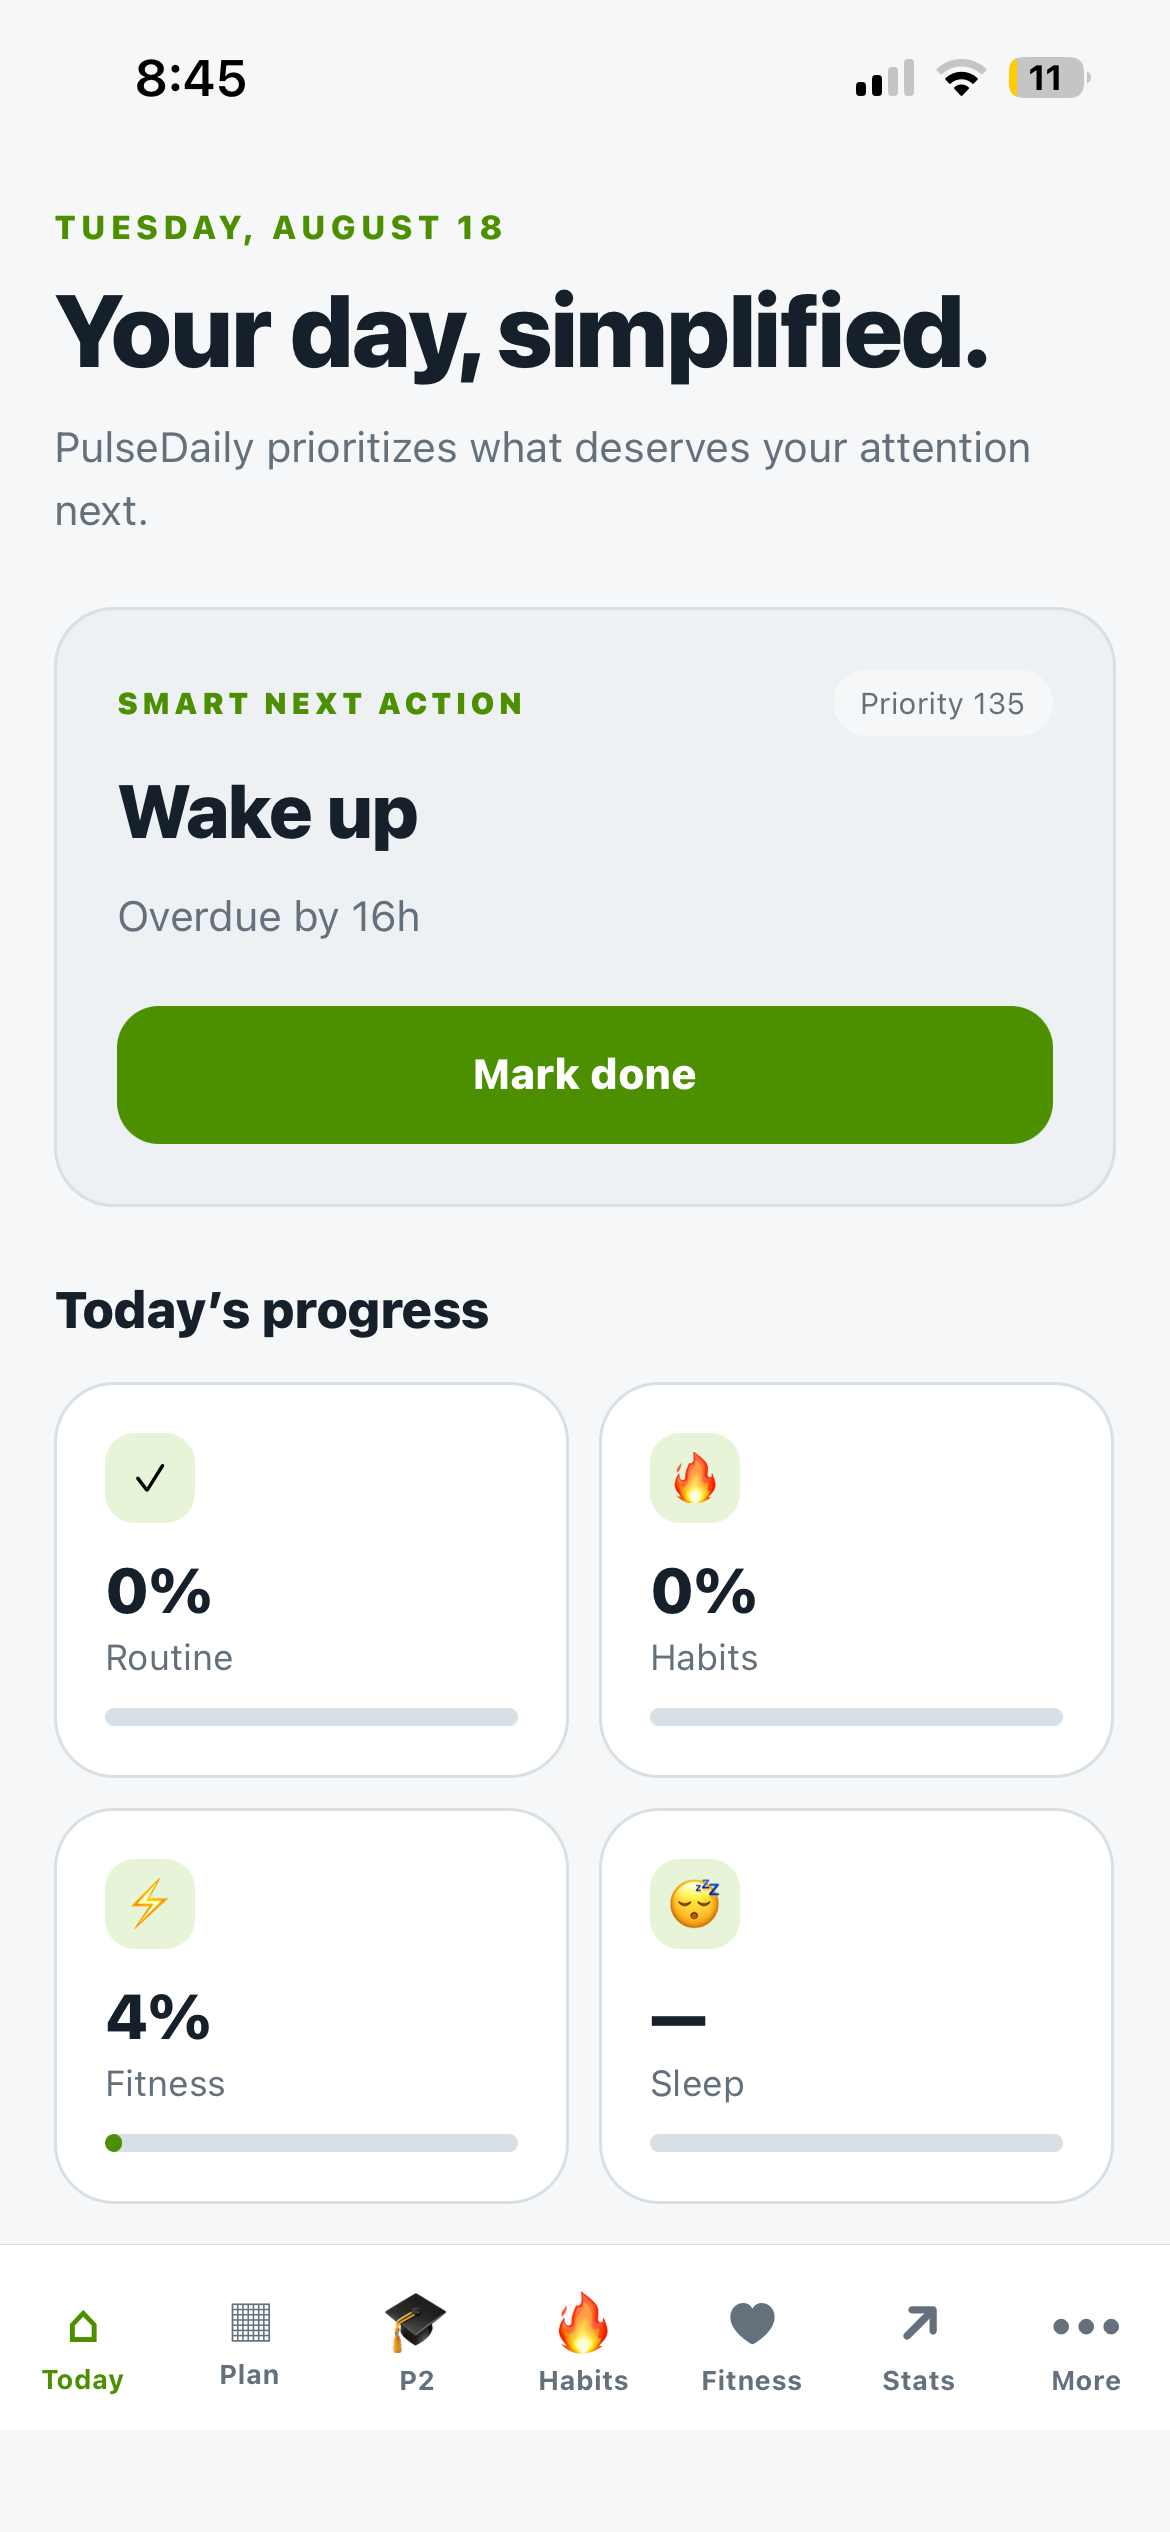 8:45
11
TUESDAY, AUGUST 18
Your day, simplified.
PulseDaily prioritizes what deserves your attention
next.
SMART NEXT ACTION
Priority 135
Wake up
Overdue by 16h
Mark done
Today’s progress
0%
Routine
0%
Habits
4%
Fitness
—
Sleep
Today
Plan
P2
Habits
Fitness
Stats
More